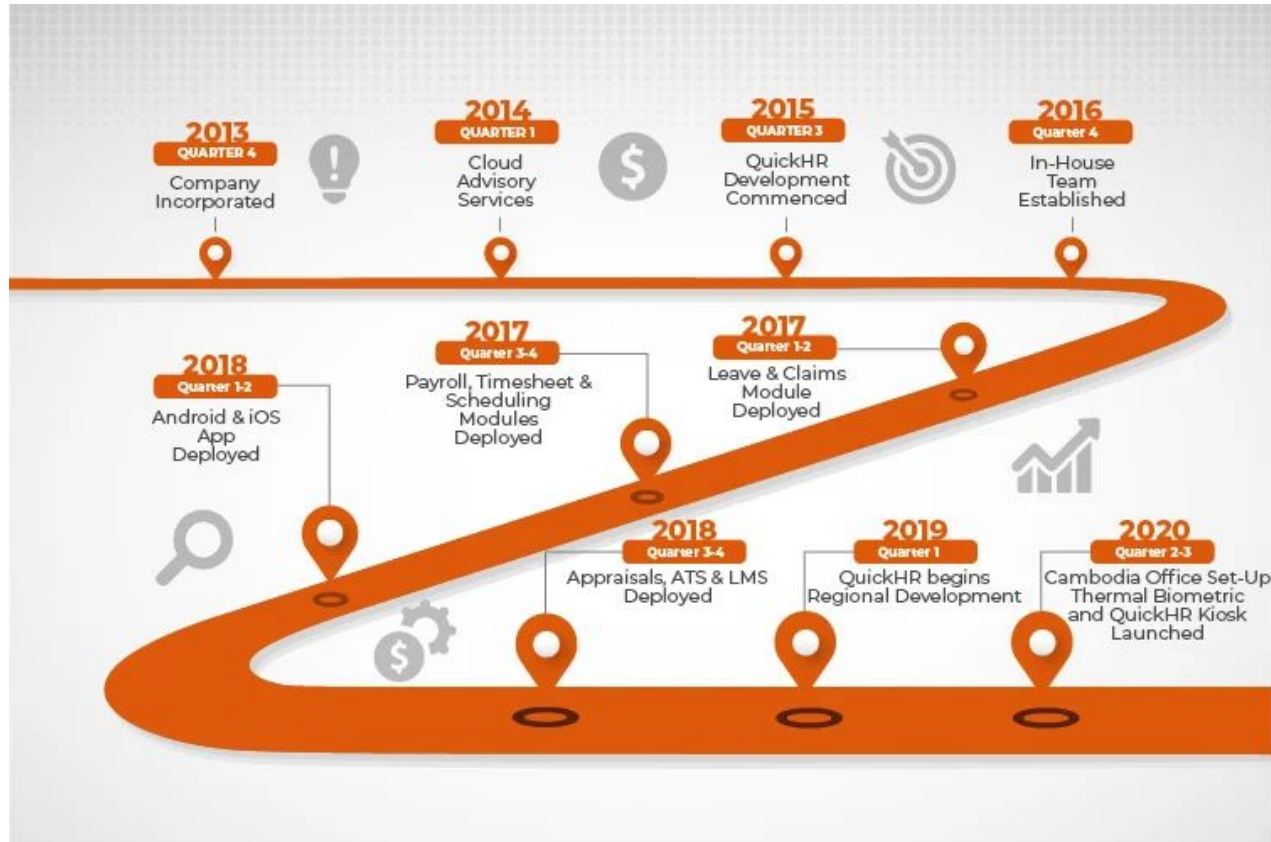 2013
QUARTER 4
Company
Incorporated
2014
QUARTER 1
Cloud
Advisory
Services
2015
QUARTER 3
QuickHR
Development
Commenced
2016
Quarter 4
In-House
Team
Established
2017
Quarter 1-2
Leave & Claims
Module
Deployed
2017
Quarter 3-4
Payroll, Timesheet &
Scheduling
Modules
Deployed
2018
Quarter 1-2
Android & iOS
App
Deployed
2018
Quarter 3-4
Appraisals, ATS & LMS
Deployed
2019
Quarter 1
QuickHR begins
Regional Development
2020
Quarter 2-3
Cambodia Office Set-Up
Thermal Biometric
and QuickHR Kiosk
Launched